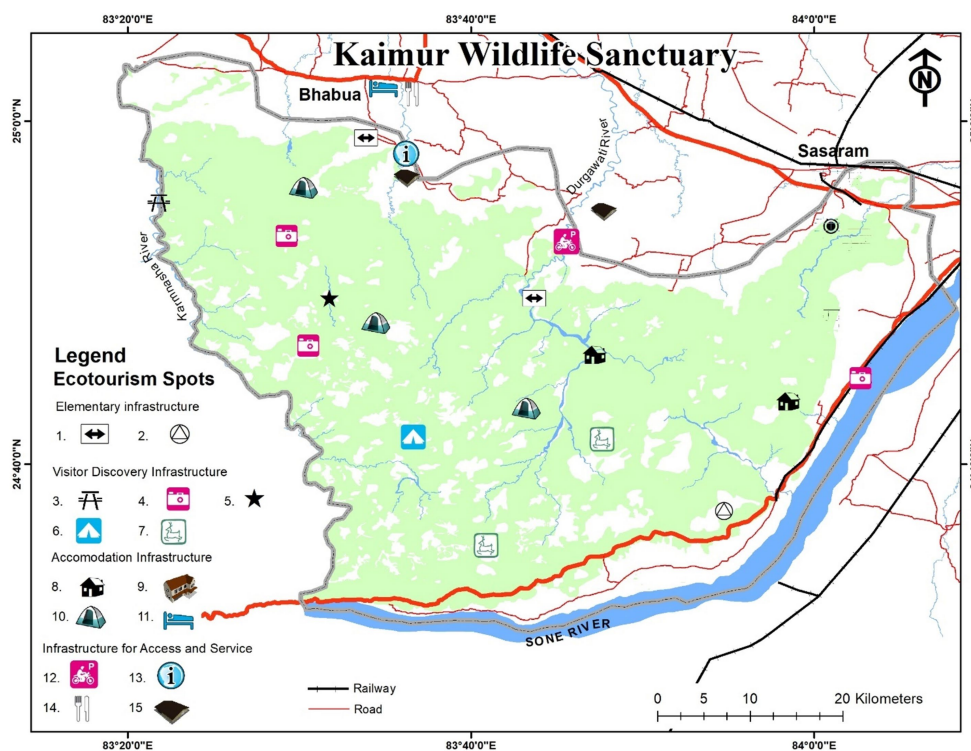 83°20'0"E 83°40'0"E 84°0'0"E
Kaimur Wildlife Sanctuary
N
Bhabua
25°0'0"N
i
Durgawati River
Sasaram
P
Karmnasha River
Legend
Ecotourism Spots
Elementary infrastructure
1. 2.
24°40'0"N
Visitor Discovery Infrastructure
3. 4. 5.
6. 7.
Accomodation Infrastructure
8. 9.
10. 11.
SONE RIVER
Infrastructure for Access and Service
12. P 13. i
14. 15
Railway
Road
0 5 10 20 Kilometers
83°20'0"E 83°40'0"E 84°0'0"E